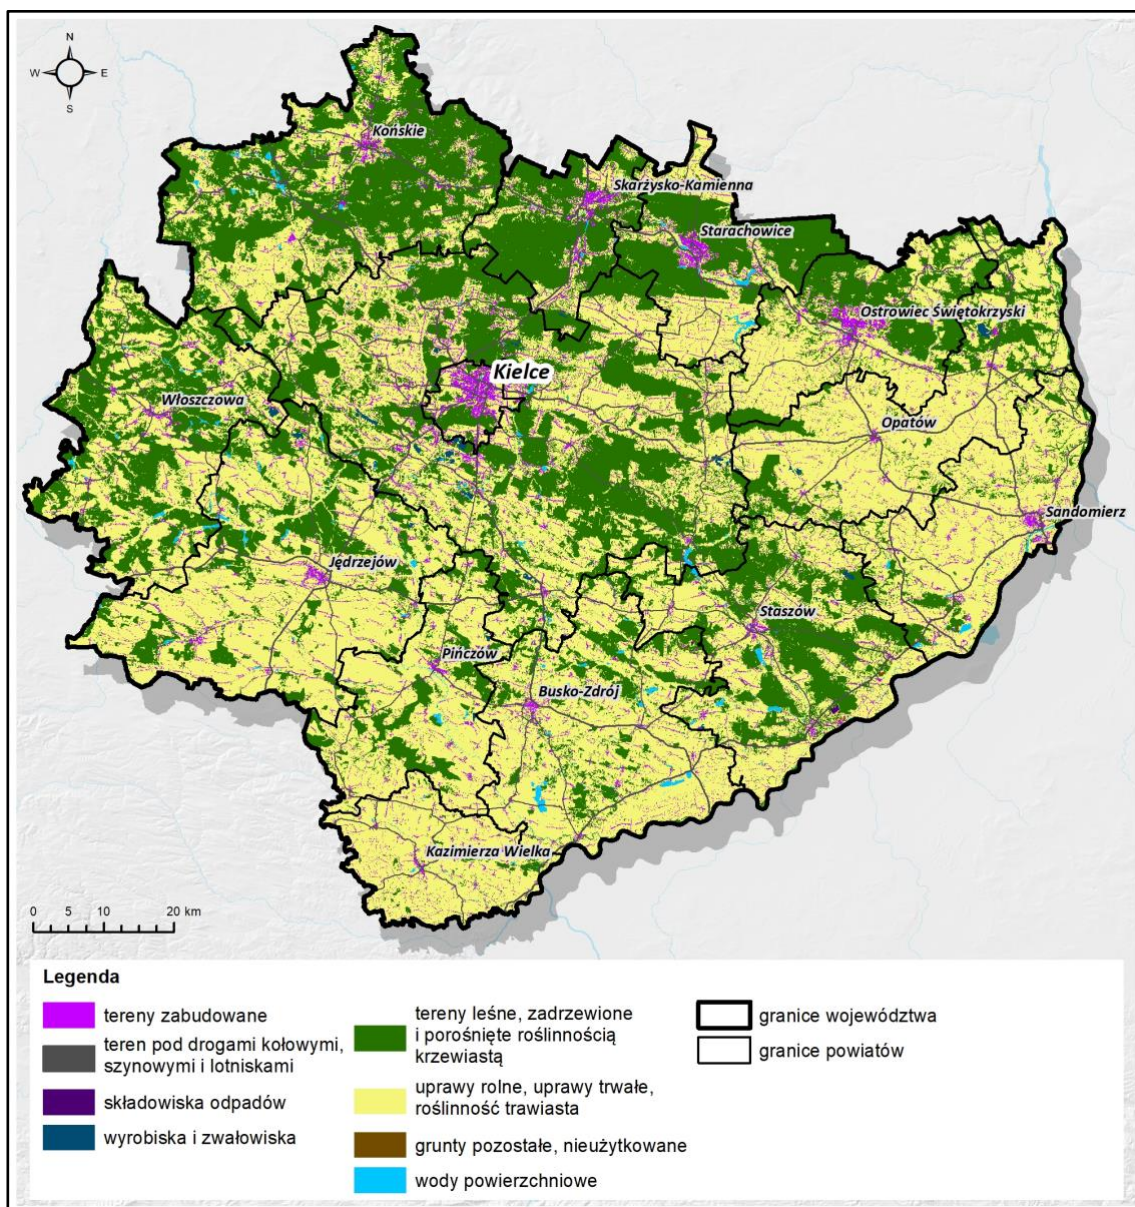 N
W E
S
Końskie
Skarżysko-Kamienna
Starachowice
Ostrowiec Świętokrzyski
Kielce
Włoszczowa
Opatów
Sandomierz
Jędrzejów
Staszów
Pińczów
Busko-Zdrój
Kazimierza Wielka
0 5 10 20 km
Legenda
tereny zabudowane
teren pod drogami kołowymi,
szynowymi i lotniskami
składowiska odpadów
wyrobiska i zwałowiska
tereny leśne, zadrzewione
i porośnięte roślinnością
krzewiastą
uprawy rolne, uprawy trwałe,
roślinność trawiasta
grunty pozostałe, nieużytkowane
wody powierzchniowe
granice województwa
granice powiatów